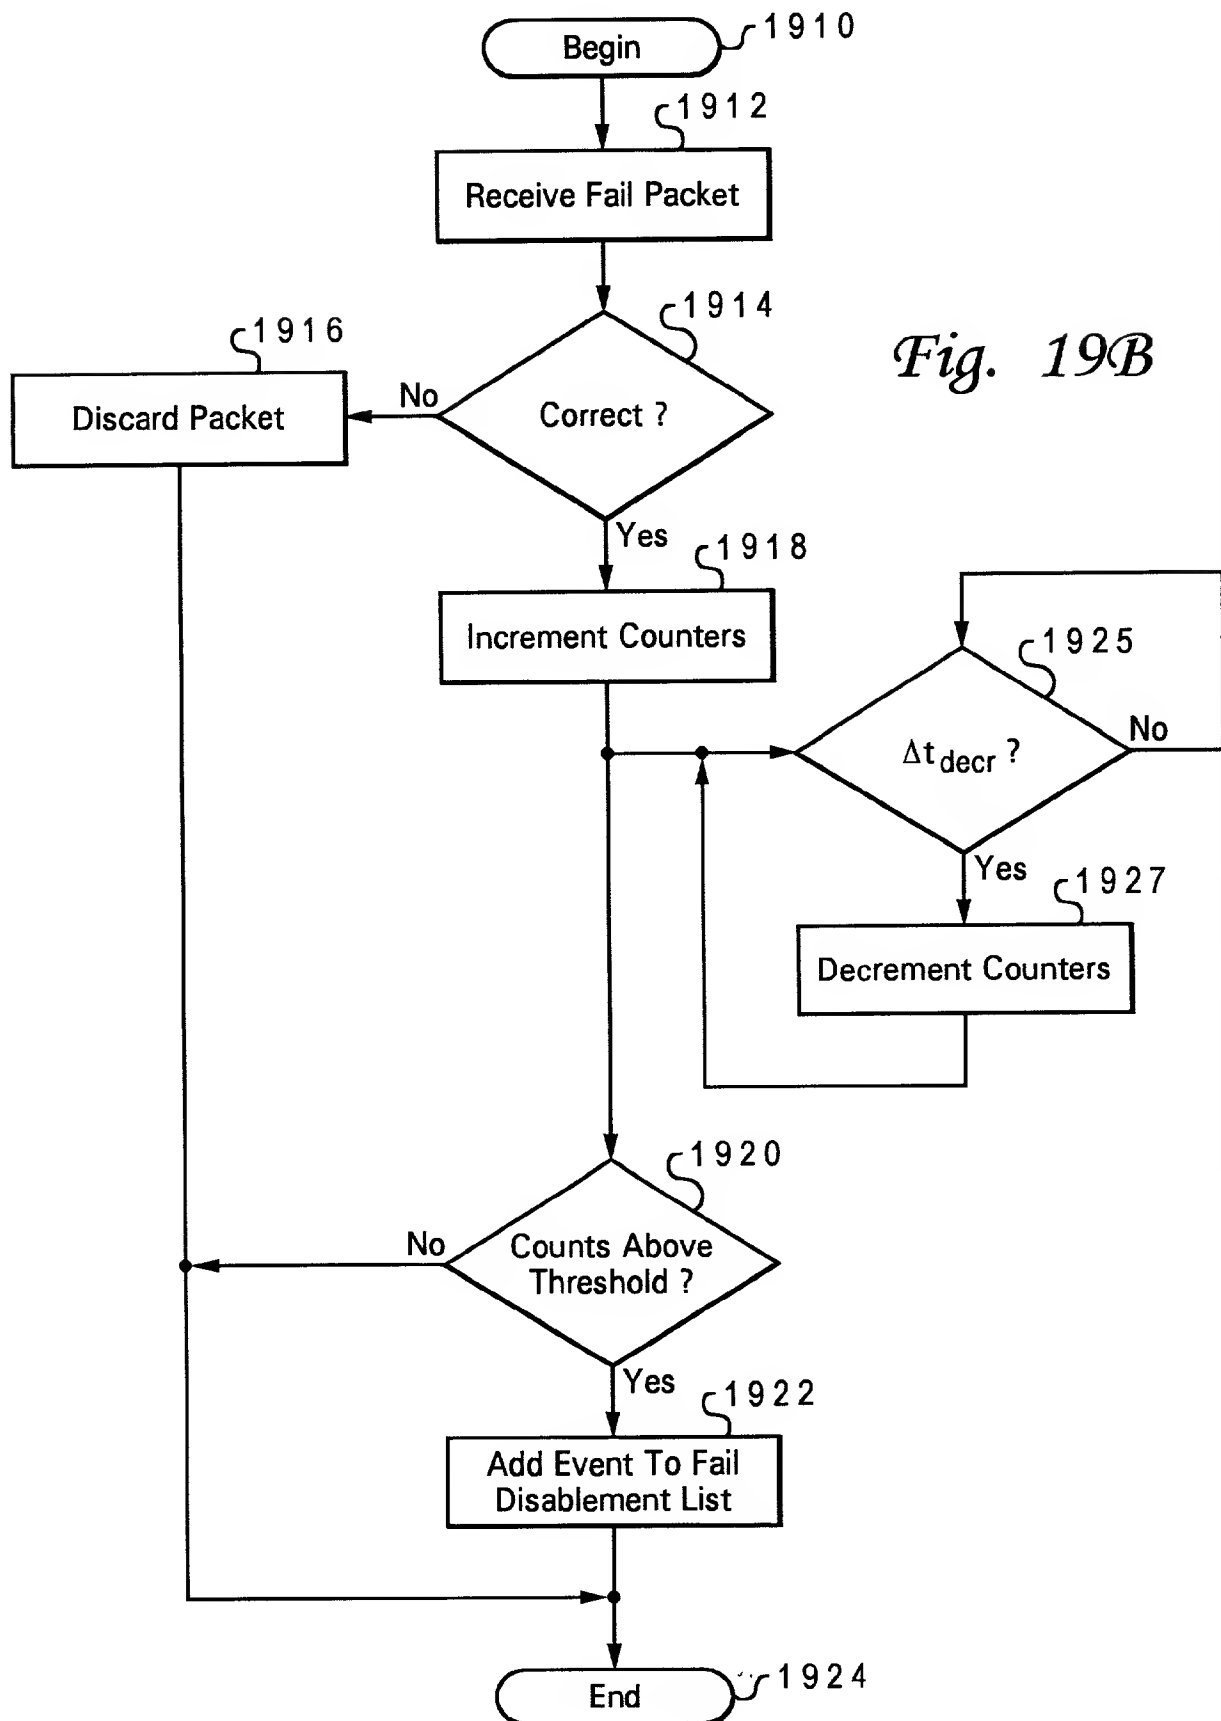 Begin
1910
1912
Receive Fail Packet
1914
1916
Fig. 19B
Discard Packet
No
Correct ?
Yes
1918
Increment Counters
1925
No
Δt decr ?
Yes
1927
Decrement Counters
1920
No
Counts Above
Threshold ?
Yes
1922
Add Event To Fail
Disablement List
1924
End